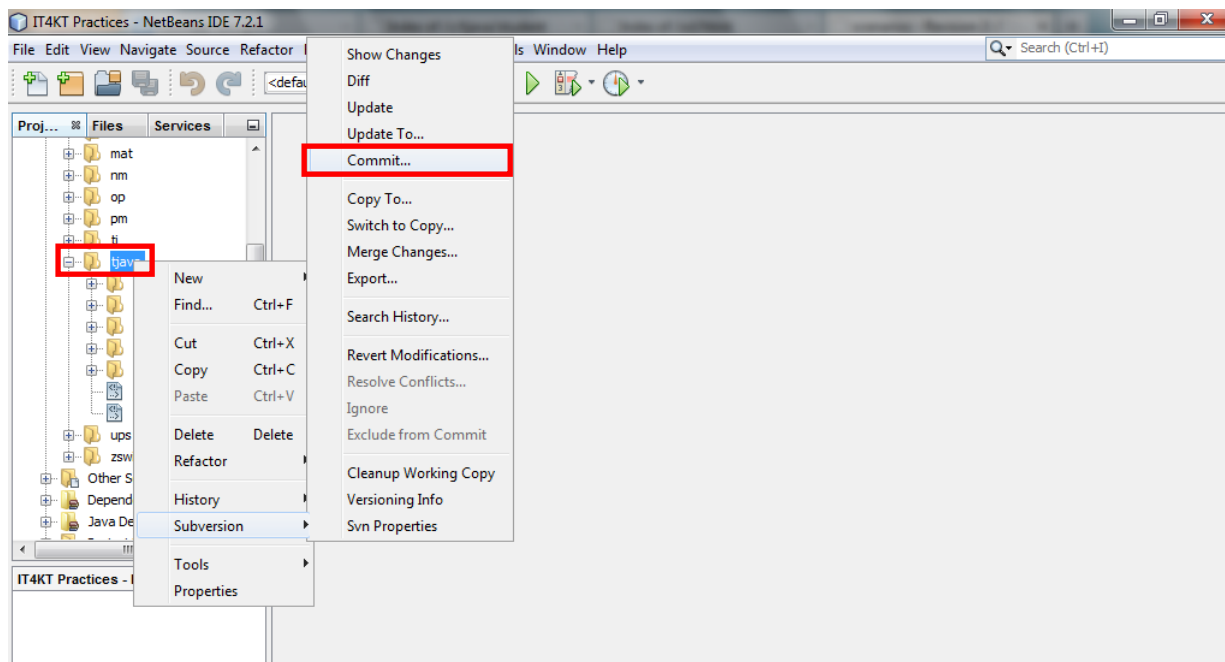 IT4KT Practices - NetBeans IDE 7.2.1
File Edit View Navigate Source Refactor
ls Window Help
Search (Ctrl+I)
<defau
Proj... Files Services
mat
nm
op
pm
tj
tjava
ups
zsw
Other S
Depend
Java De
IT4KT Practices -
New
Find... Ctrl+F
Cut Ctrl+X
Copy Ctrl+C
Paste Ctrl+V
Delete Delete
Refactor
History
Subversion
Tools
Properties
Show Changes
Diff
Update
Update To...
Commit...
Copy To...
Switch to Copy...
Merge Changes...
Export...
Search History...
Revert Modifications...
Resolve Conflicts...
Ignore
Exclude from Commit
Cleanup Working Copy
Versioning Info
Svn Properties